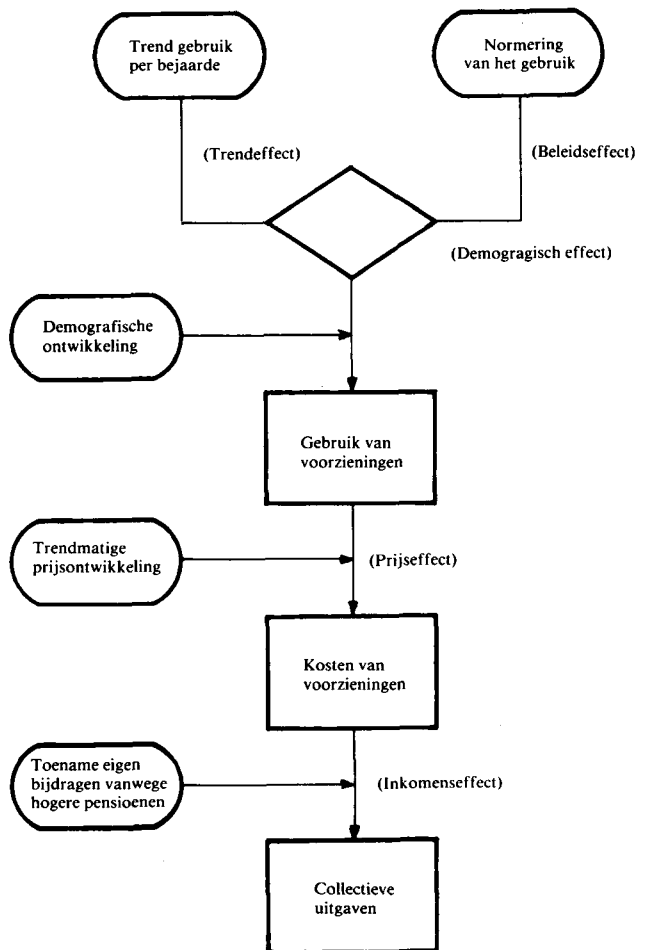 Trend gebruik
per bejaarde
Normering
van het gebruik
(Trendeffect)
(Beleidseffect)
(Demogragisch effect)
Demografische
ontwikkeling
Gebruik van
voorzieningen
Trendmatige
prijsontwikkeling
(Prijseffect)
Kosten van
voorzieningen
Toename eigen
bijdragen vanwege
hogere pensioenen
(Inkomenseffect)
Collectieve
uitgaven